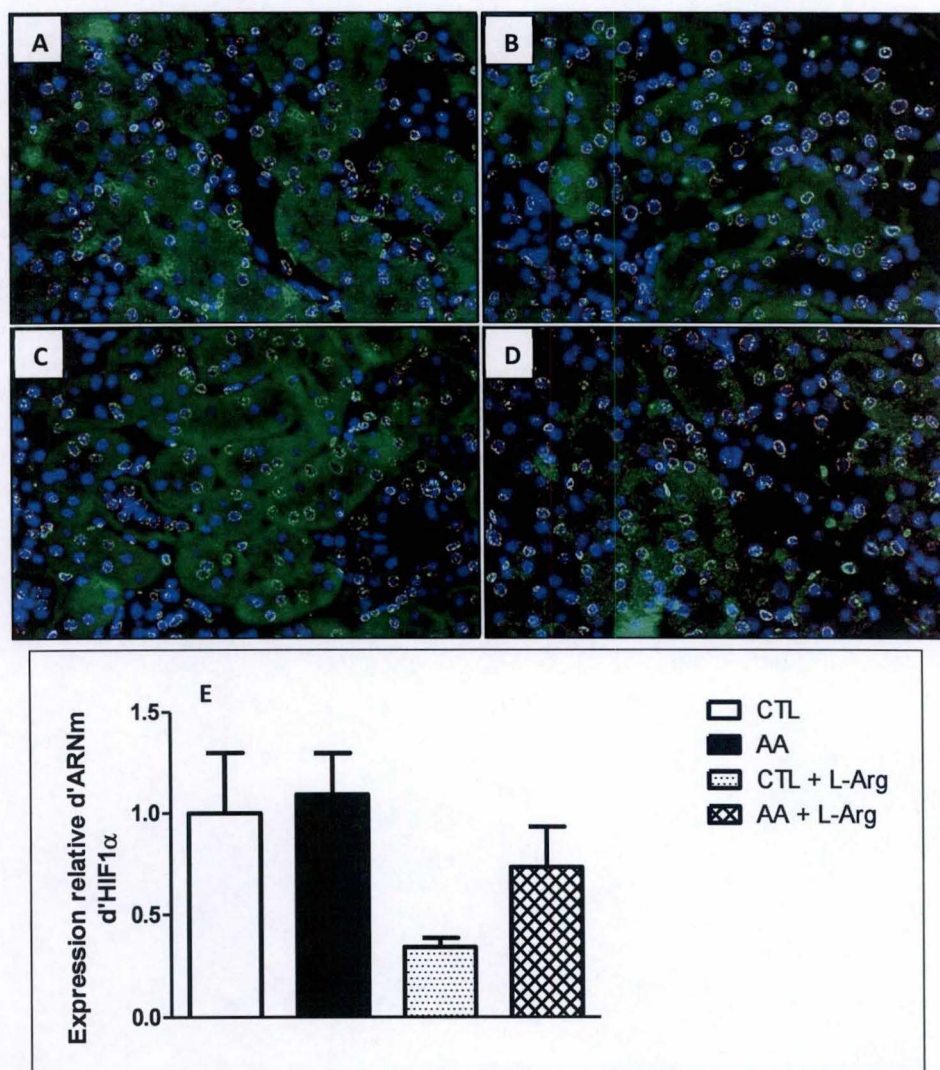 A
B
C
D
E
Expression relative d'ARNm
d'HIF1α
1.5
1.0
0.5
0.0
CTL
AA
CTL + L-Arg
AA + L-Arg